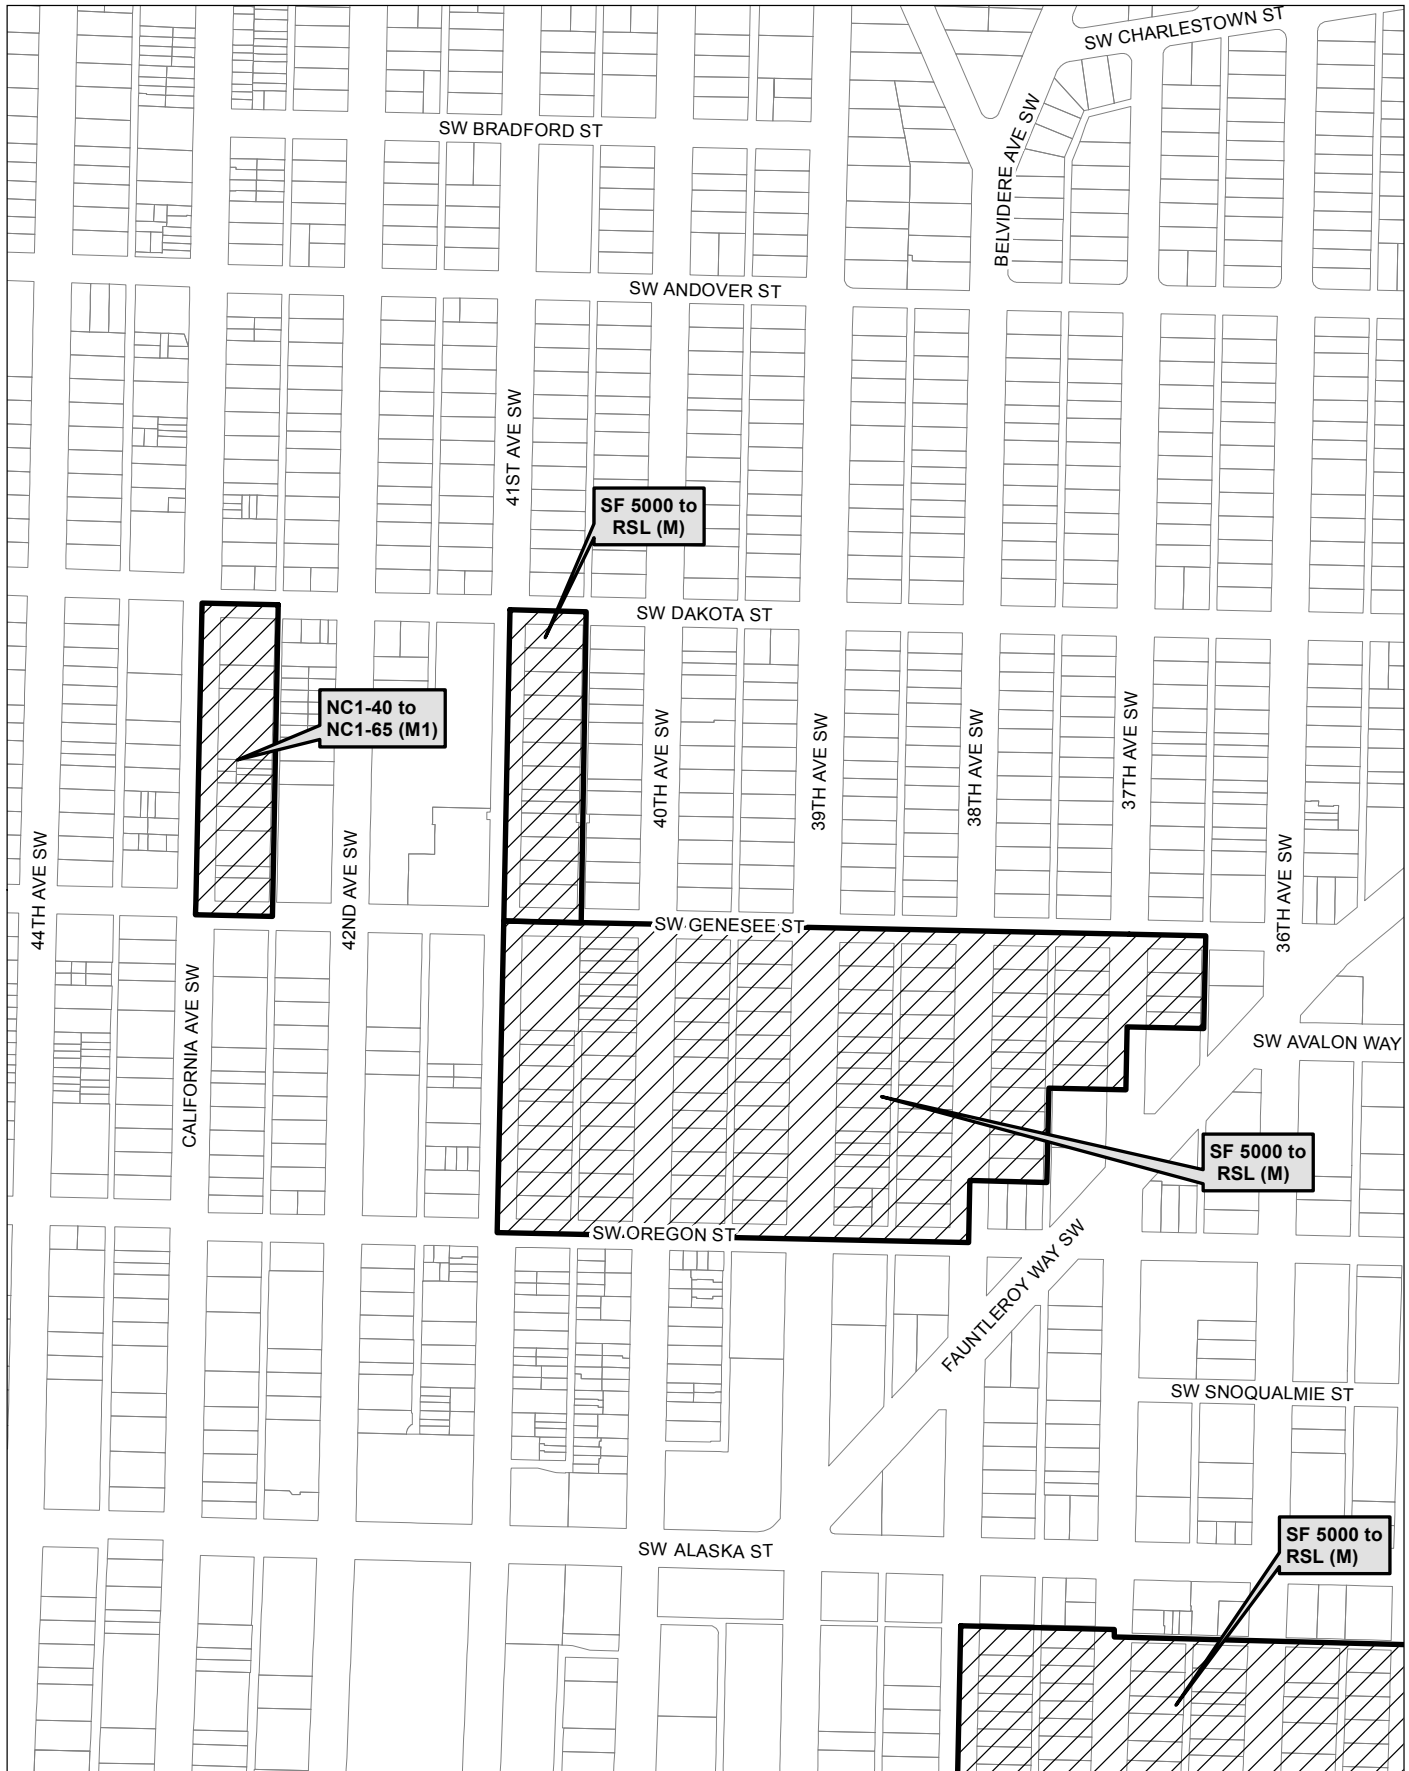 SW CHARLESTOWN ST
SW BRADFORD ST
BELVIDERE AVE SW
SW ANDOVER ST
41ST AVE SW
SF 5000 to
RSL (M)
SW DAKOTA ST
NC1-40 to
NC1-65 (M1)
40TH AVE SW
39TH AVE SW
38TH AVE SW
37TH AVE SW
44TH AVE SW
42ND AVE SW
36TH AVE SW
SW GENESEE ST
CALIFORNIA AVE SW
SW AVALON WAY
SF 5000 to
RSL (M)
SW OREGON ST
FAUNTLEROY WAY SW
SW SNOQUALMIE ST
SW ALASKA ST
SF 5000 to
RSL (M)